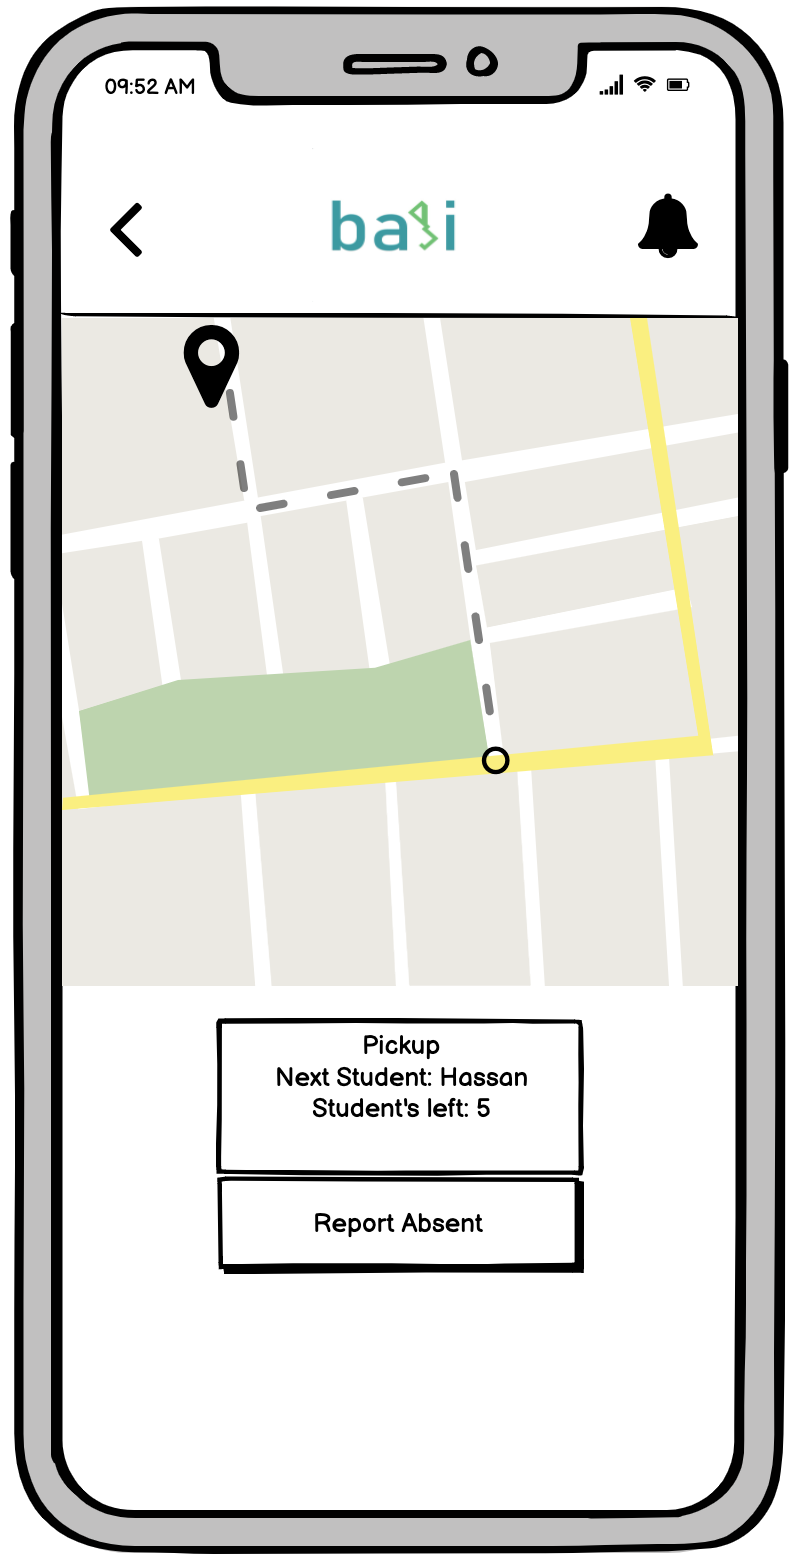 09:52 AM
basi
Pickup
Next Student: Hassan
Student's left: 5
Report Absent